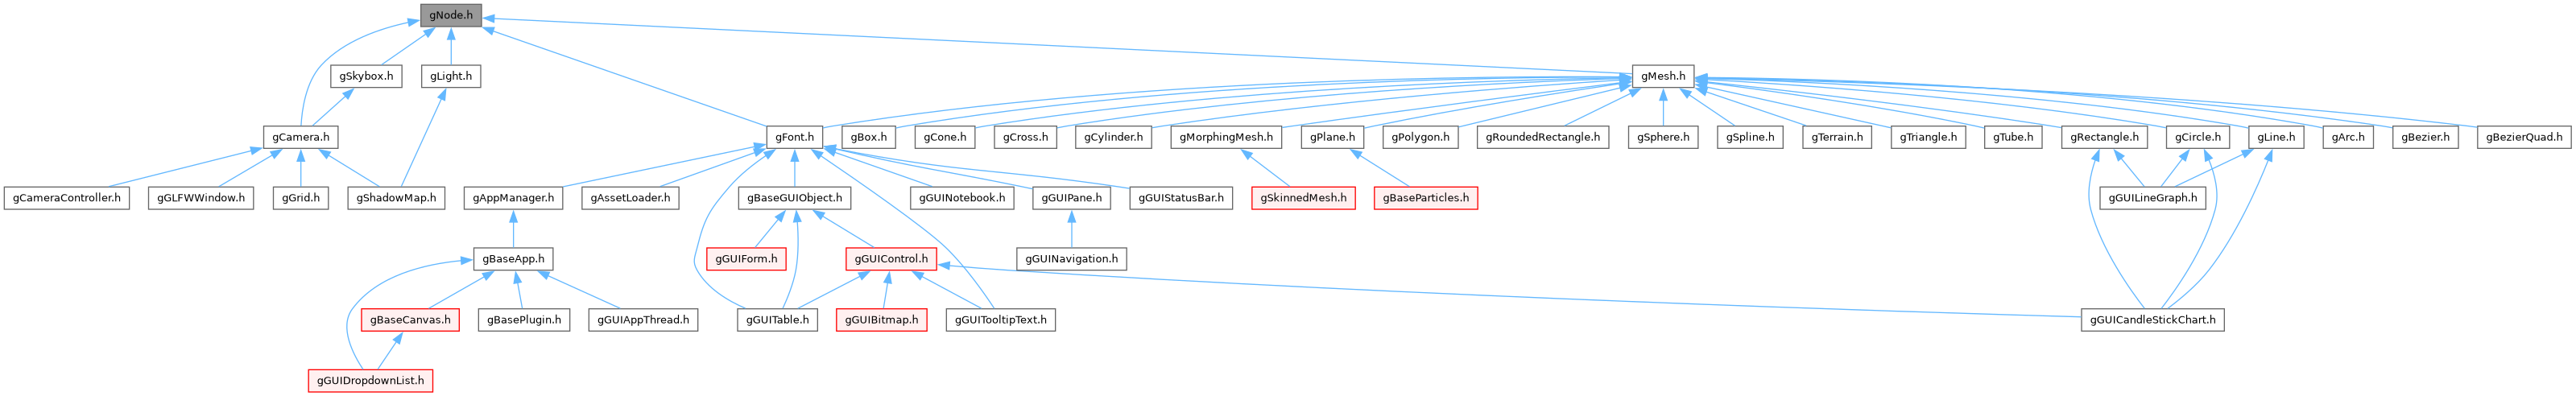 gNode.h
gSkybox.h
gLight.h
gMesh.h
gCamera.h
gFont.h
gBox.h
gCone.h
gCross.h
gCylinder.h
gMorphingMesh.h
gPlane.h
gPolygon.h
gRoundedRectangle.h
gSphere.h
gSpline.h
gTerrain.h
gTriangle.h
gTube.h
gRectangle.h
gCircle.h
gLine.h
gArc.h
gBezier.h
gBezierQuad.h
gCameraController.h
gGLFWWindow.h
gGrid.h
gShadowMap.h
gAppManager.h
gAssetLoader.h
gBaseGUIObject.h
gGUINotebook.h
gGUIPane.h
gGUIStatusBar.h
gSkinnedMesh.h
gBaseParticles.h
gGUILineGraph.h
gBaseApp.h
gGUIForm.h
gGUIControl.h
gGUINavigation.h
gBaseCanvas.h
gBasePlugin.h
gGUIAppThread.h
gGUITable.h
gGUIBitmap.h
gGUITooltipText.h
gGUICandleStickChart.h
gGUIDropdownList.h